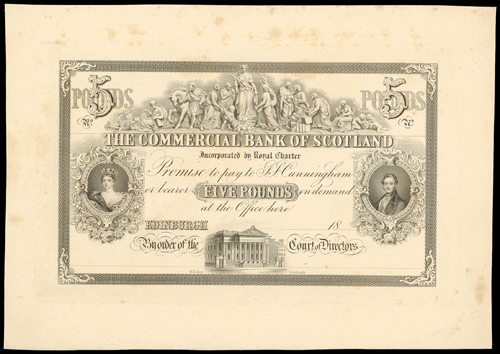 POUNDS 5 POUNDS 5
No No
THE COMMERCIAL BANK OF SCOTLAND
Incorporated by Royal Charter
Promise to pay to J.J. Cunningham
or bearer FIVE POUNDS on demand
at the Office here
EDINBURGH 18
By order of the Court of Directors